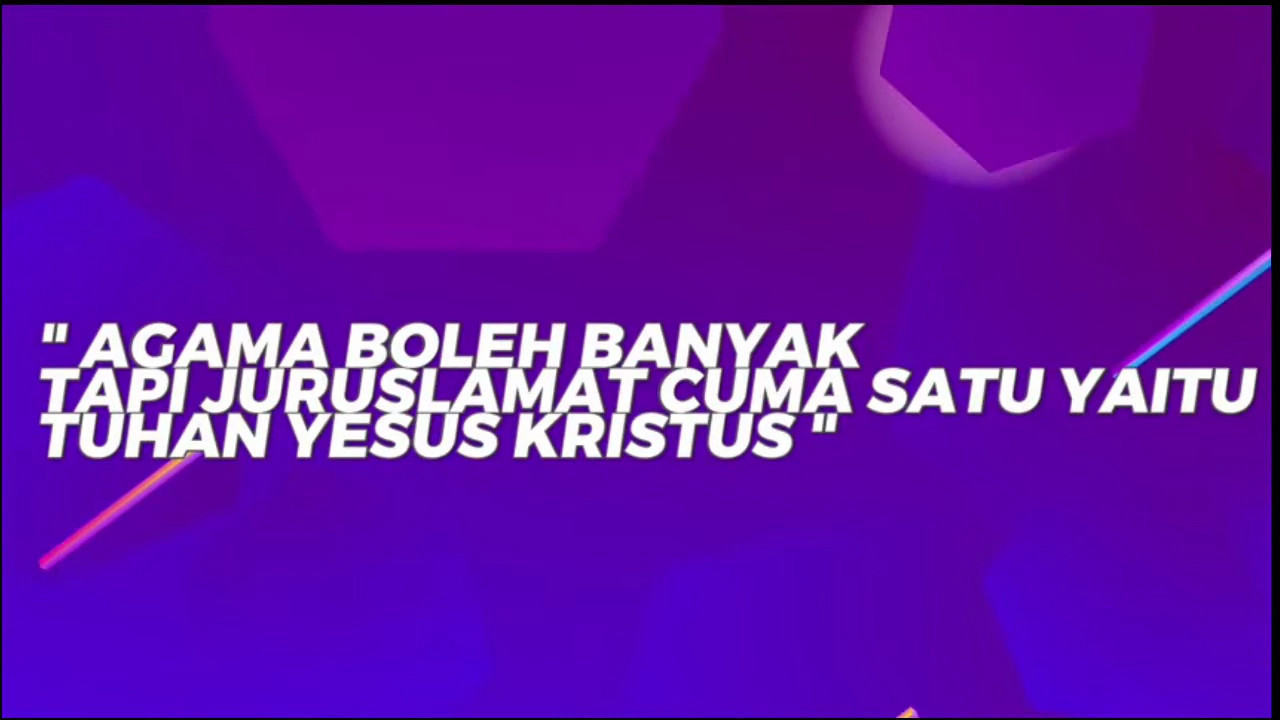 " AGAMA BOLEH BANYAK
TAPI JURUSLAMAT CUMA SATU YAITU
TUHAN YESUS KRISTUS "